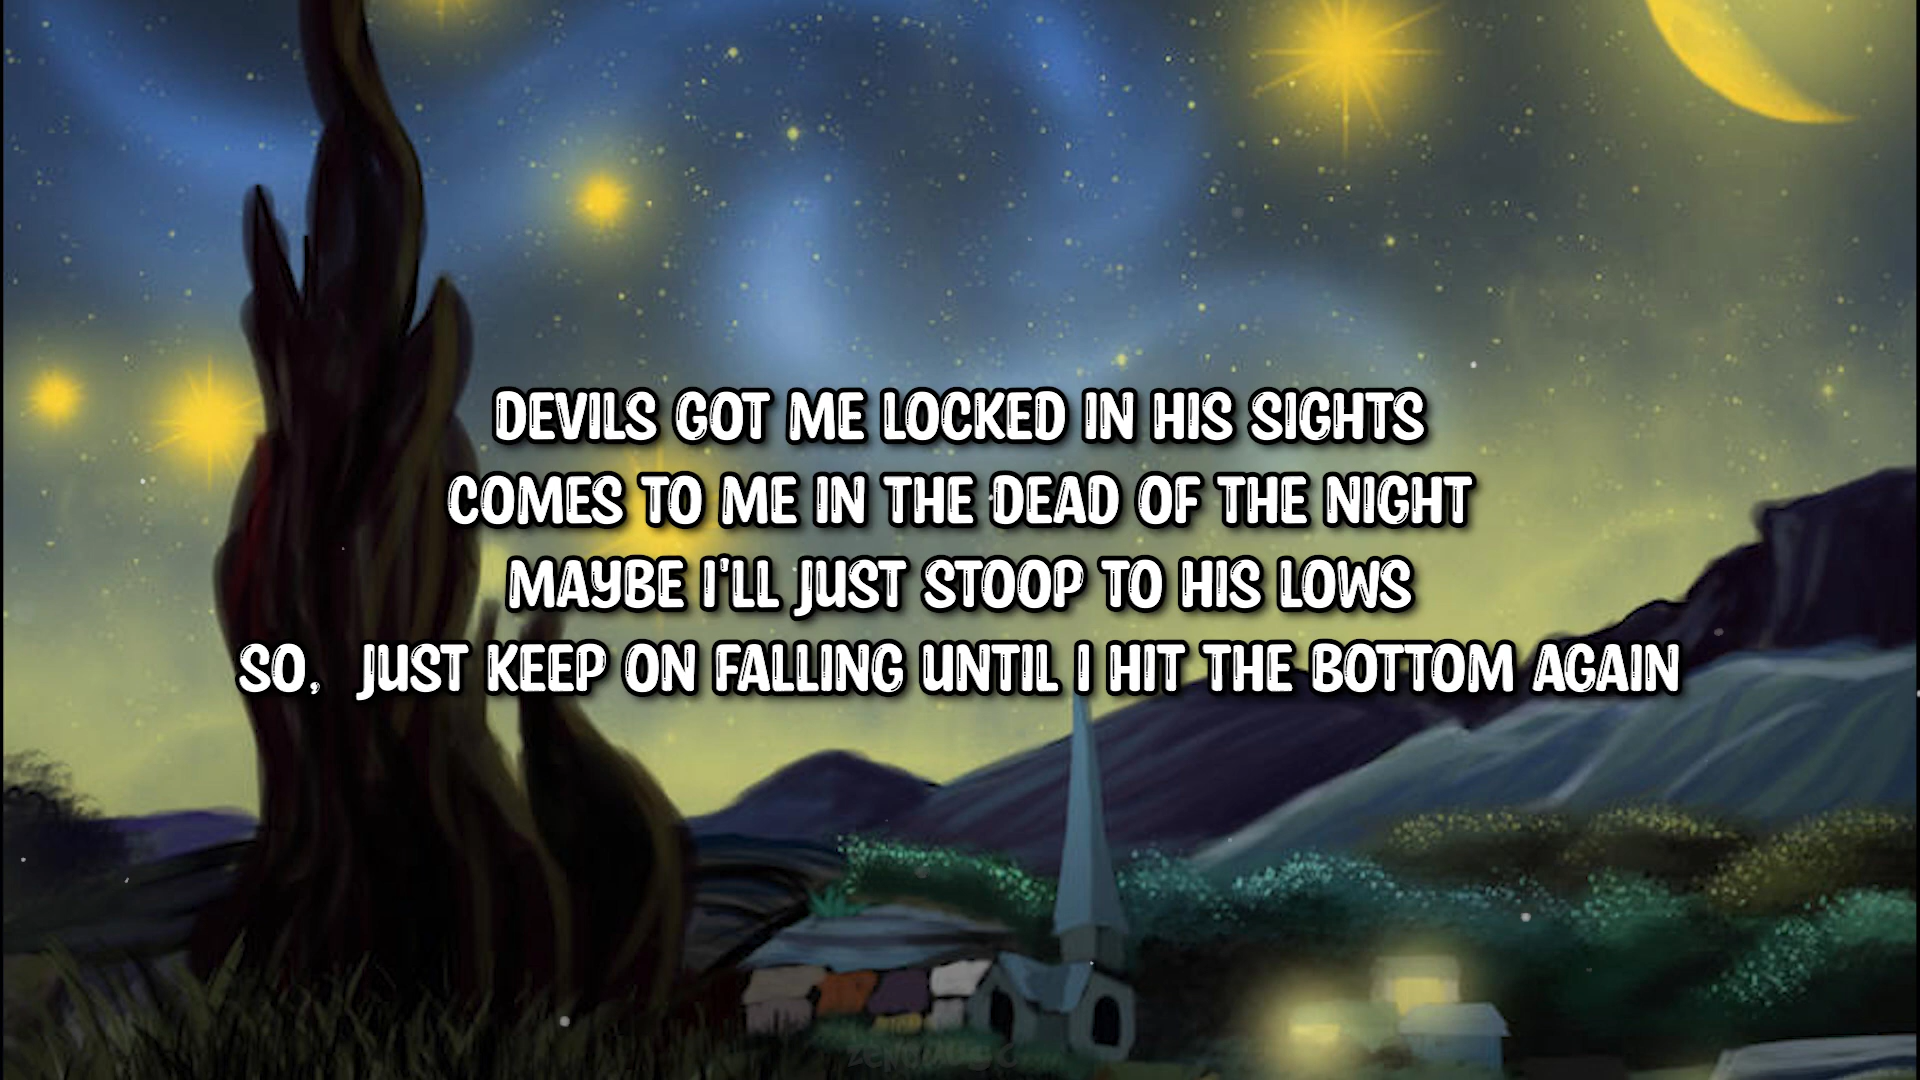 DEVILS GOT ME LOCKED IN HIS SIGHTS
COMES TO ME IN THE DEAD OF THE NIGHT
MAYBE I'LL JUST STOOP TO HIS LOWS
SO, JUST KEEP ON FALLING UNTIL I HIT THE BOTTOM AGAIN